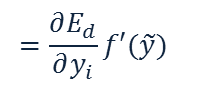 = ∂E_d/∂y_i f′(ỹ)